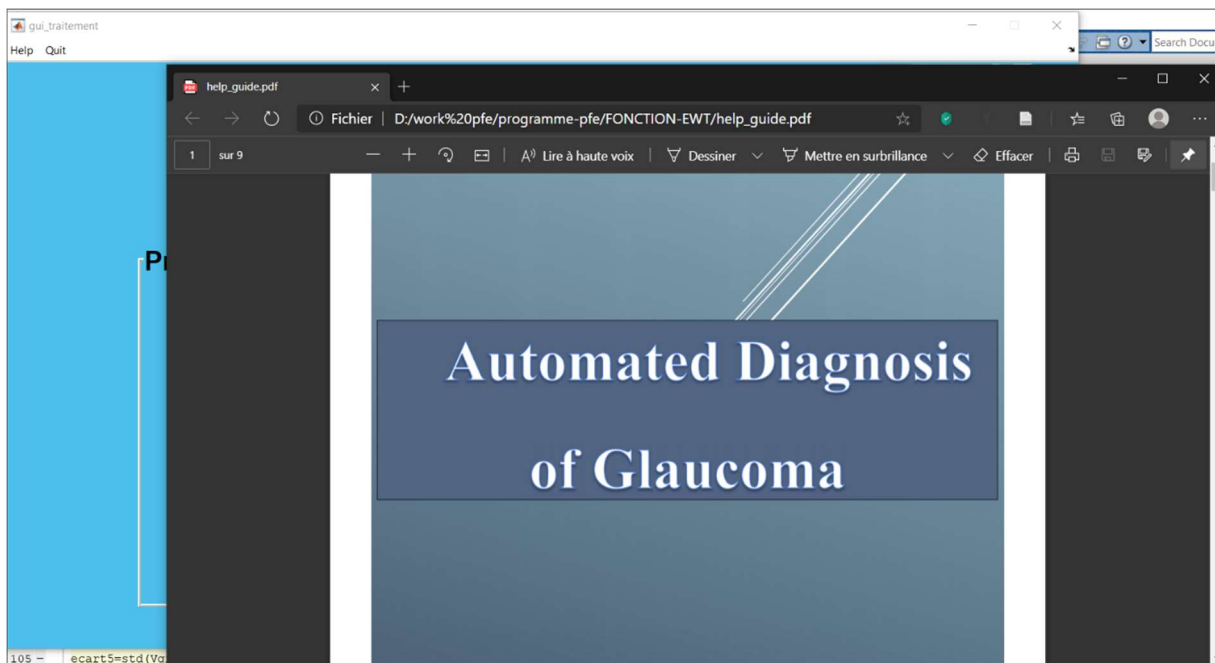 gui_traitement
Help Quit
Search Docu
help_guide.pdf
Fichier D:/work%20pfe/programme-pfe/FONCTION-EWT/help_guide.pdf
1 sur 9 Lire à haute voix Dessiner Mettre en surbrillance Effacer
Automated Diagnosis
of Glaucoma
105 – ecart5=std(Vg